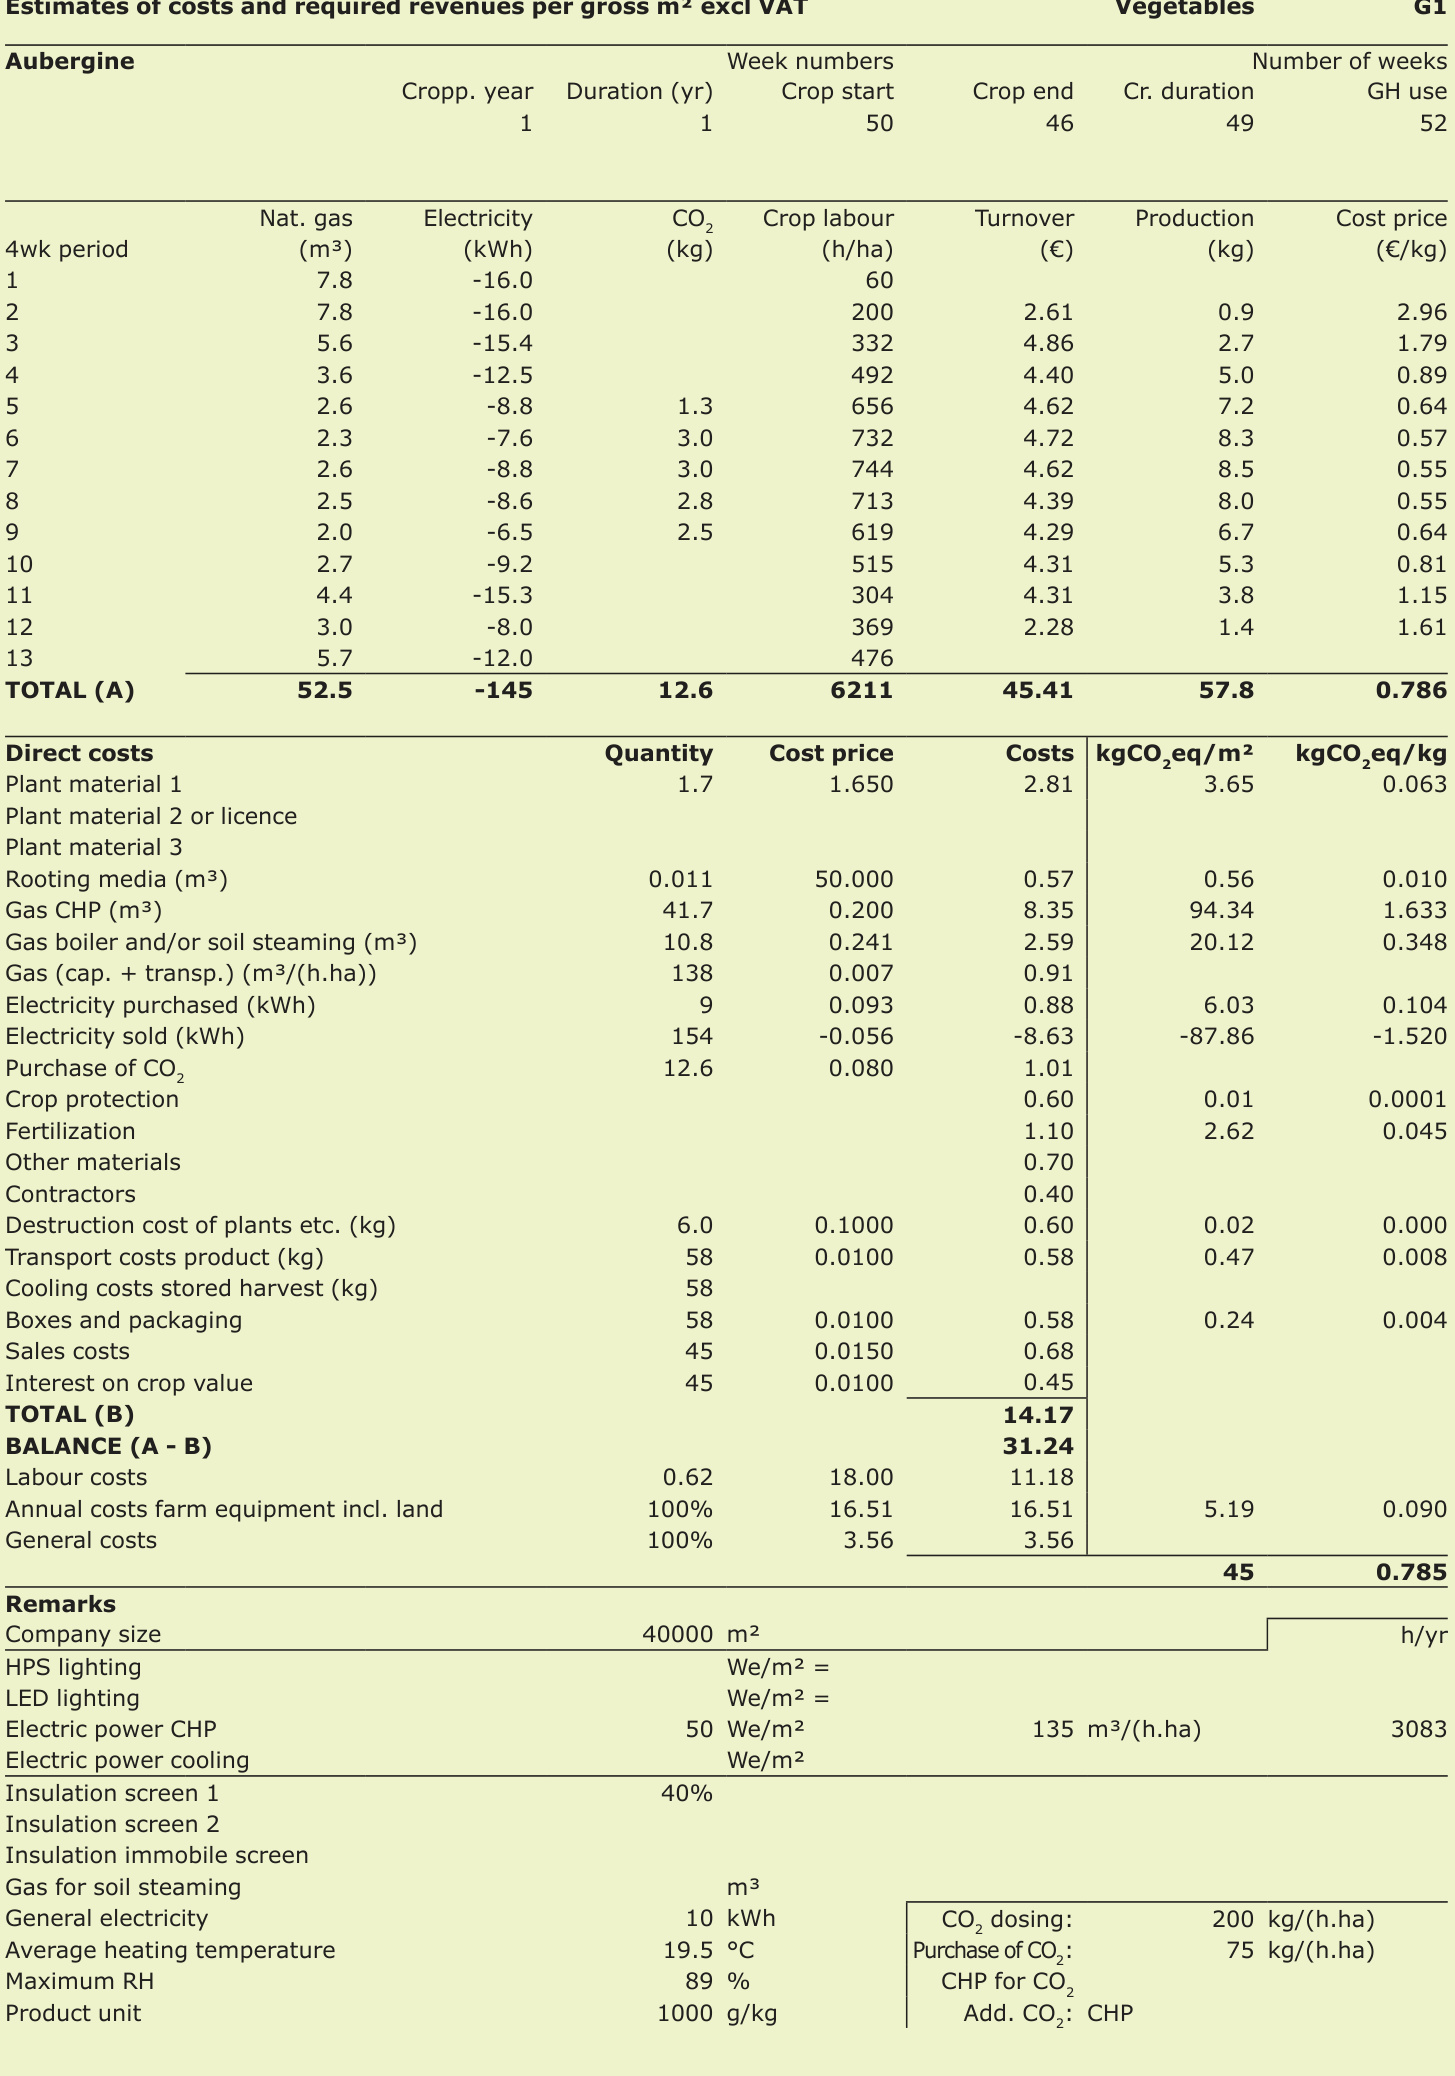 Estimates of costs and required revenues per gross m² excl VAT Vegetables G1
Aubergine Week numbers Number of weeks
Cropp. year Duration (yr) Crop start Crop end Cr. duration GH use
1 1 50 46 49 52
Nat. gas Electricity CO₂ Crop labour Turnover Production Cost price
4wk period (m³) (kWh) (kg) (h/ha) (€) (kg) (€/kg)
1 7.8 -16.0 60
2 7.8 -16.0 200 2.61 0.9 2.96
3 5.6 -15.4 332 4.86 2.7 1.79
4 3.6 -12.5 492 4.40 5.0 0.89
5 2.6 -8.8 1.3 656 4.62 7.2 0.64
6 2.3 -7.6 3.0 732 4.72 8.3 0.57
7 2.6 -8.8 3.0 744 4.62 8.5 0.55
8 2.5 -8.6 2.8 713 4.39 8.0 0.55
9 2.0 -6.5 2.5 619 4.29 6.7 0.64
10 2.7 -9.2 515 4.31 5.3 0.81
11 4.4 -15.3 304 4.31 3.8 1.15
12 3.0 -8.0 369 2.28 1.4 1.61
13 5.7 -12.0 476
TOTAL (A) 52.5 -145 12.6 6211 45.41 57.8 0.786
Direct costs Quantity Cost price Costs kgCO₂eq/m² kgCO₂eq/kg
Plant material 1 1.7 1.650 2.81 3.65 0.063
Plant material 2 or licence
Plant material 3
Rooting media (m³) 0.011 50.000 0.57 0.56 0.010
Gas CHP (m³) 41.7 0.200 8.35 94.34 1.633
Gas boiler and/or soil steaming (m³) 10.8 0.241 2.59 20.12 0.348
Gas (cap. + transp.) (m³/(h.ha)) 138 0.007 0.91
Electricity purchased (kWh) 9 0.093 0.88 6.03 0.104
Electricity sold (kWh) 154 -0.056 -8.63 -87.86 -1.520
Purchase of CO₂ 12.6 0.080 1.01
Crop protection 0.60 0.01 0.0001
Fertilization 1.10 2.62 0.045
Other materials 0.70
Contractors 0.40
Destruction cost of plants etc. (kg) 6.0 0.1000 0.60 0.02 0.000
Transport costs product (kg) 58 0.0100 0.58 0.47 0.008
Cooling costs stored harvest (kg) 58
Boxes and packaging 58 0.0100 0.58 0.24 0.004
Sales costs 45 0.0150 0.68
Interest on crop value 45 0.0100 0.45
TOTAL (B) 14.17
BALANCE (A - B) 31.24
Labour costs 0.62 18.00 11.18
Annual costs farm equipment incl. land 100% 16.51 16.51 5.19 0.090
General costs 100% 3.56 3.56
45 0.785
Remarks
Company size 40000 m² h/yr
HPS lighting We/m² =
LED lighting We/m² =
Electric power CHP 50 We/m² 135 m³/(h.ha) 3083
Electric power cooling We/m²
Insulation screen 1 40%
Insulation screen 2
Insulation immobile screen
Gas for soil steaming m³
General electricity 10 kWh CO₂ dosing: 200 kg/(h.ha)
Average heating temperature 19.5 °C Purchase of CO₂: 75 kg/(h.ha)
Maximum RH 89 % CHP for CO₂
Product unit 1000 g/kg Add. CO₂: CHP